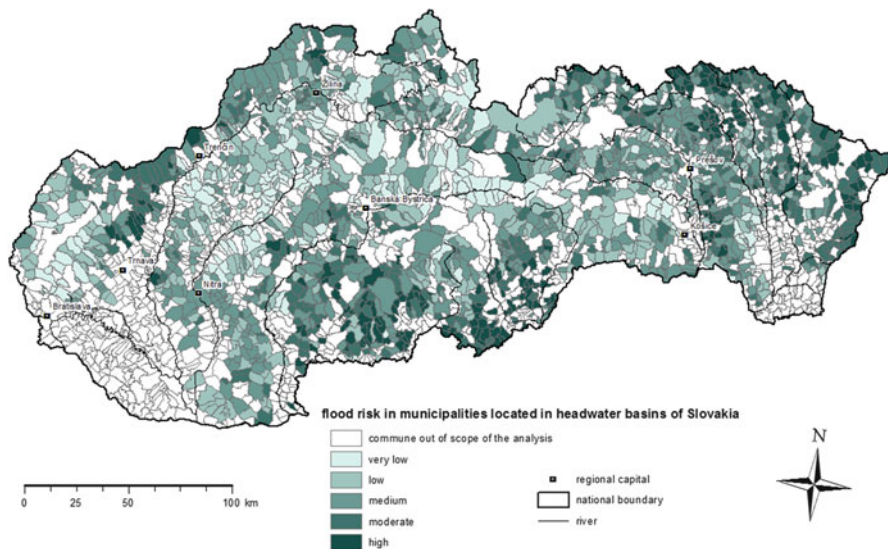 Žilina
Trenčín
Prešov
Banská Bystrica
Košice
Trnava
Nitra
Bratislava
flood risk in municipalities located in headwater basins of Slovakia
commune out of scope of the analysis
very low
low
medium
moderate
high
regional capital
national boundary
river
N
0 25 50 100
km